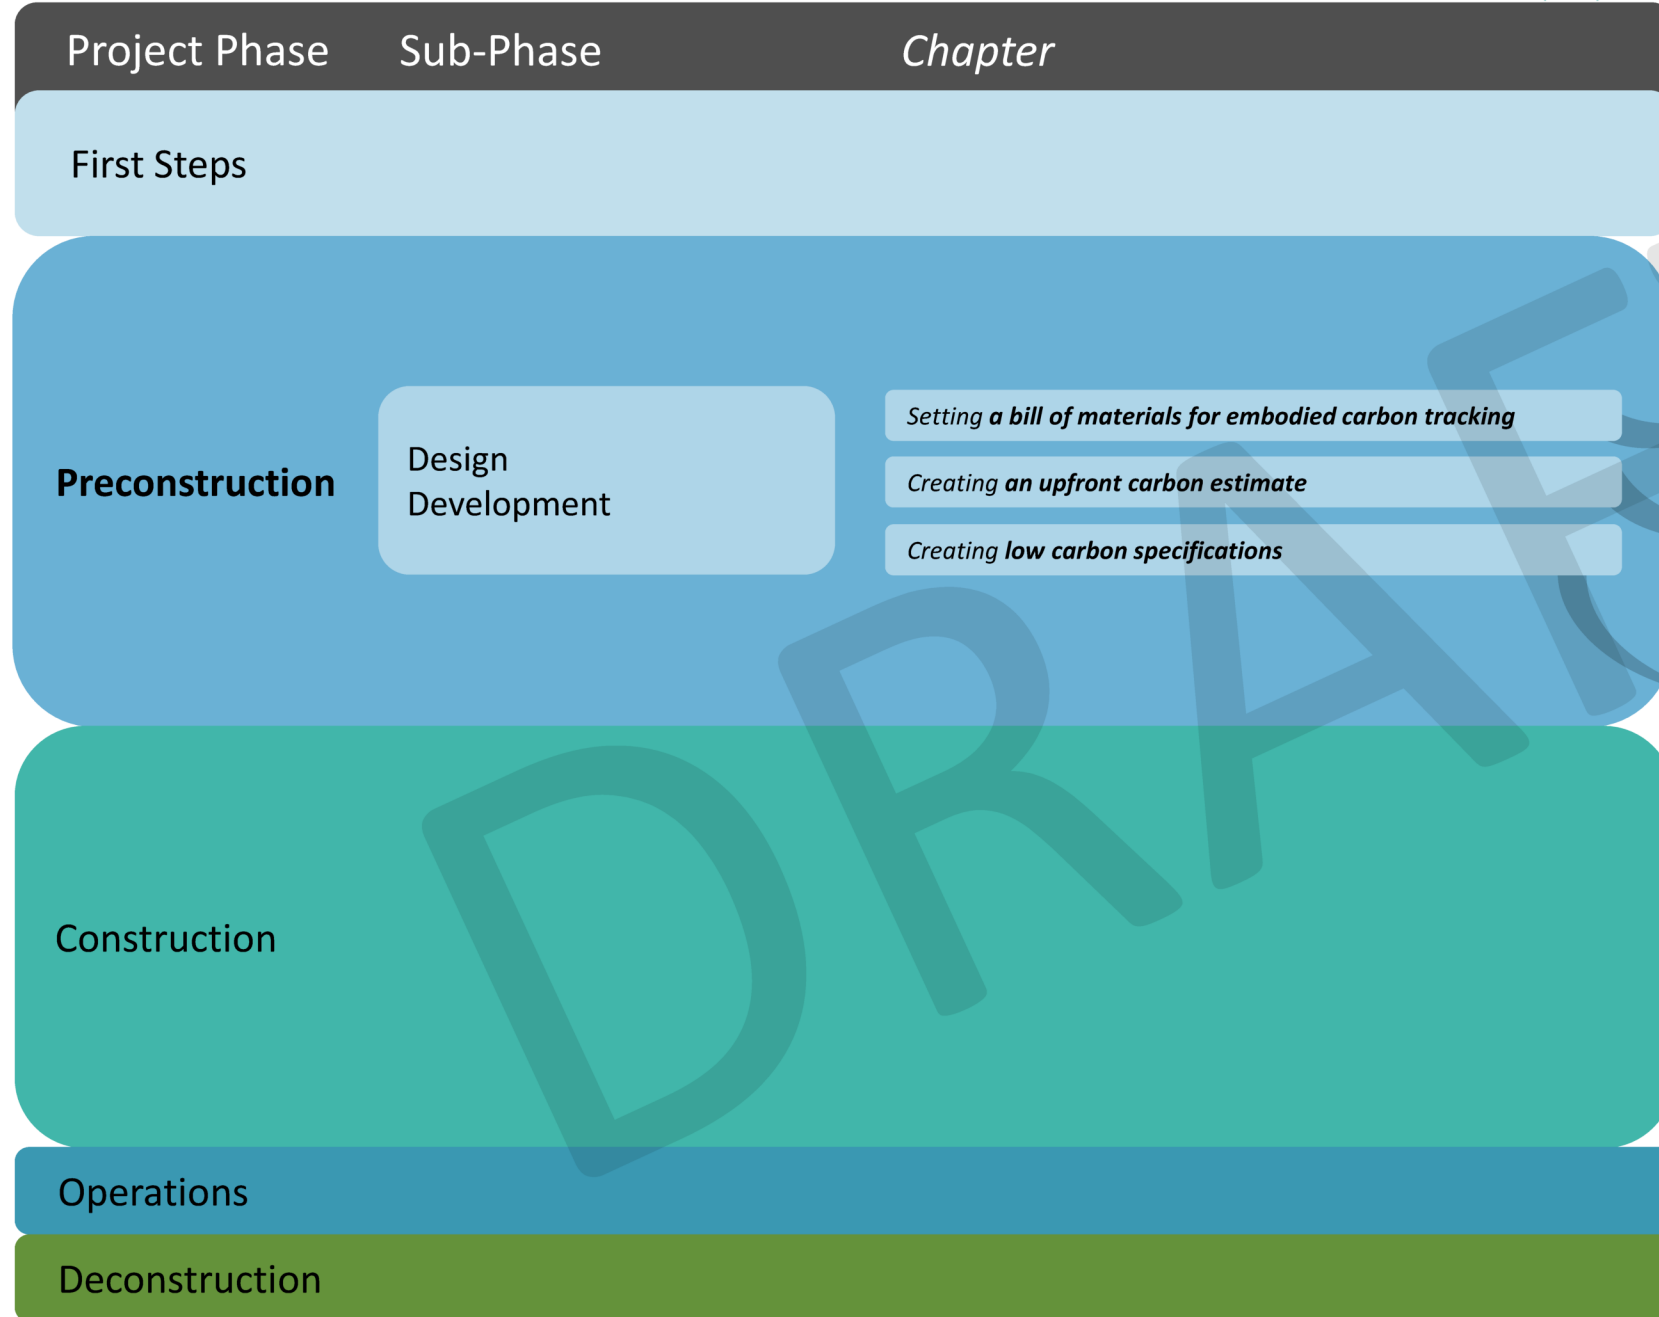 Project Phase Sub-Phase Chapter
First Steps
Preconstruction
Design
Development
Setting a bill of materials for embodied carbon tracking
Creating an upfront carbon estimate
Creating low carbon specifications
Construction
Operations
Deconstruction
DRAF